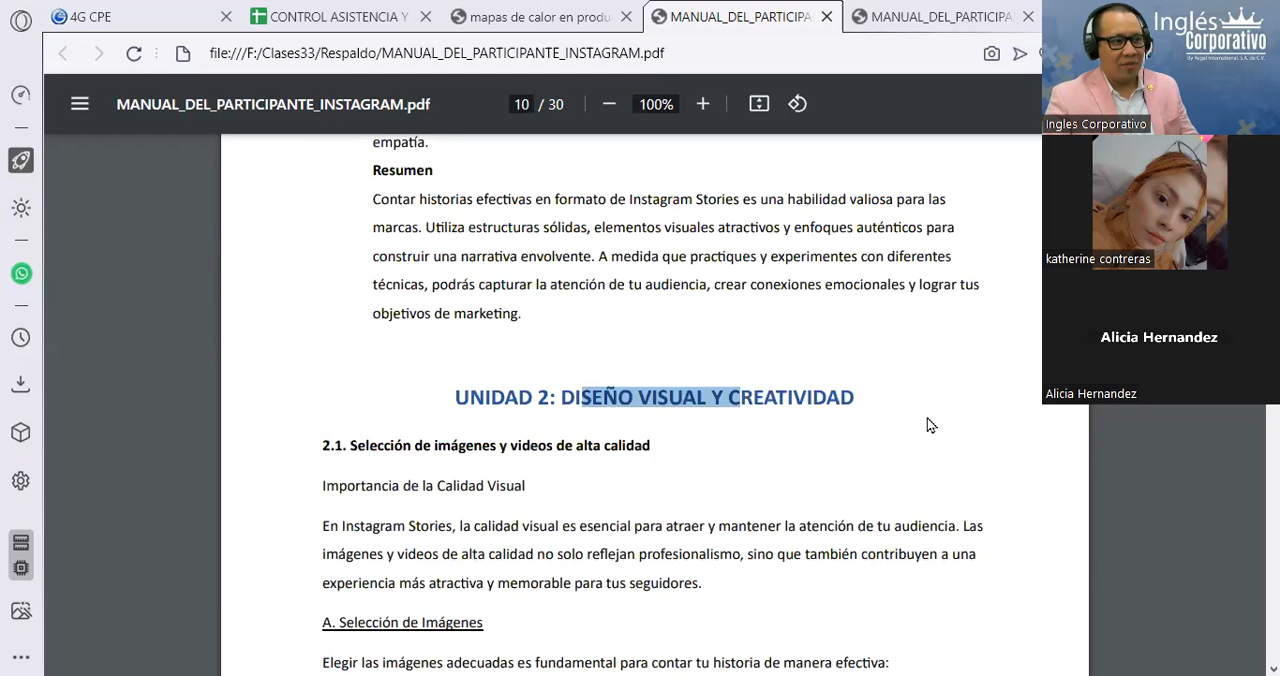 4G CPE
CONTROL ASISTENCIA Y
mapas de calor en produ
MANUAL_DEL_PARTICIPA
MANUAL_DEL_PARTICIPA
file:///F:/Clases33/Respaldo/MANUAL_DEL_PARTICIPANTE_INSTAGRAM.pdf
MANUAL_DEL_PARTICIPANTE_INSTAGRAM.pdf
10 / 30
100%
empatía.
Resumen
Contar historias efectivas en formato de Instagram Stories es una habilidad valiosa para las
marcas. Utiliza estructuras sólidas, elementos visuales atractivos y enfoques auténticos para
construir una narrativa envolvente. A medida que practiques y experimentes con diferentes
técnicas, podrás capturar la atención de tu audiencia, crear conexiones emocionales y lograr tus
objetivos de marketing.
UNIDAD 2: DISEÑO VISUAL Y CREATIVIDAD
2.1. Selección de imágenes y videos de alta calidad
Importancia de la Calidad Visual
En Instagram Stories, la calidad visual es esencial para atraer y mantener la atención de tu audiencia. Las
imágenes y videos de alta calidad no solo reflejan profesionalismo, sino que también contribuyen a una
experiencia más atractiva y memorable para tus seguidores.
A. Selección de Imágenes
Elegir las imágenes adecuadas es fundamental para contar tu historia de manera efectiva:
Inglés
Corporativo
By Regal International, S.A. de C.V.
Ingles Corporativo
katherine contreras
Alicia Hernandez
Alicia Hernandez